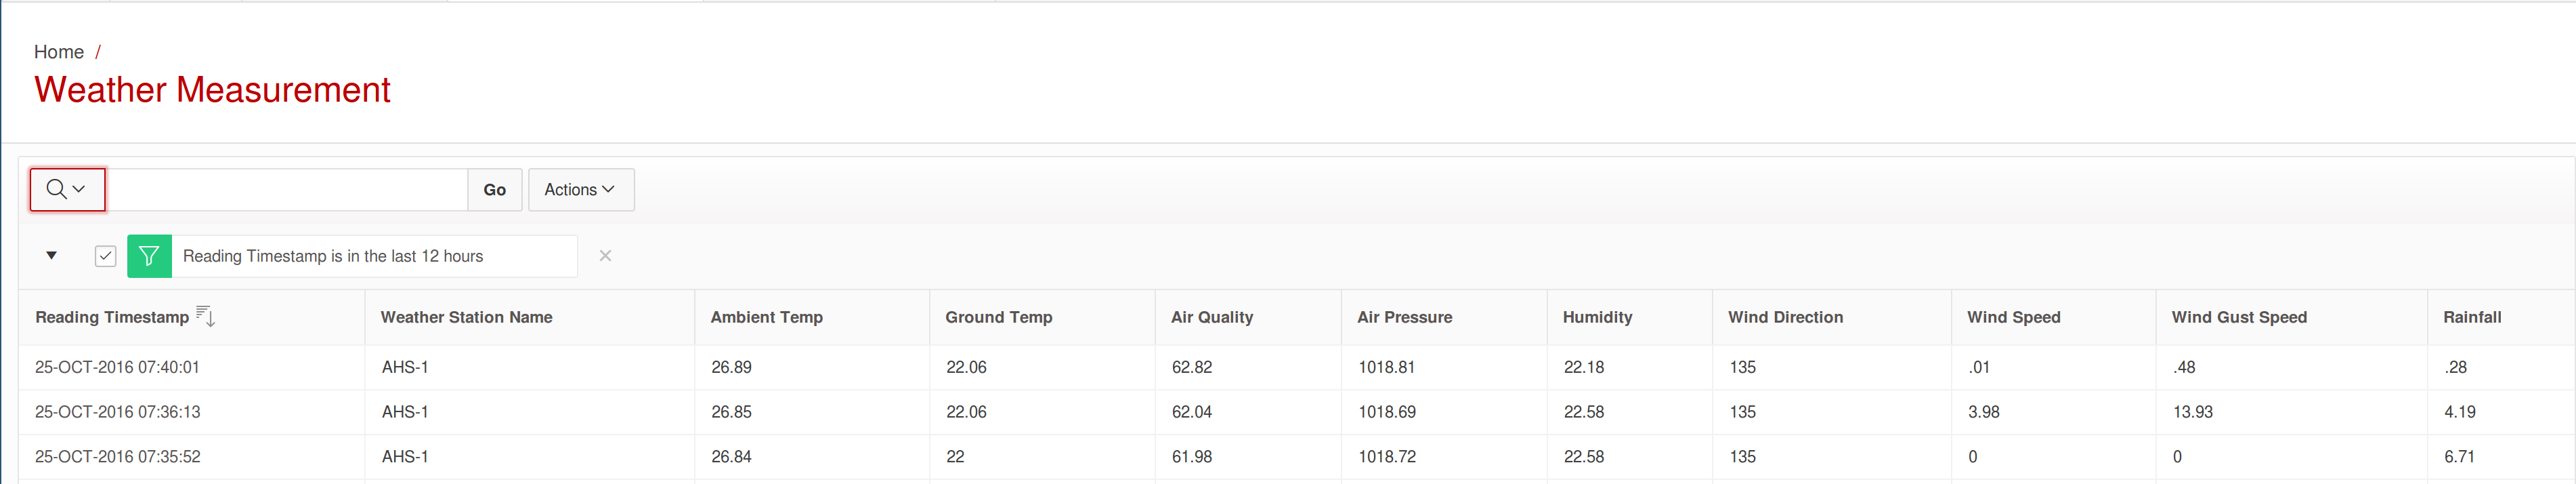 Home /
Weather Measurement
Go Actions
Reading Timestamp is in the last 12 hours
Reading Timestamp Weather Station Name Ambient Temp Ground Temp Air Quality Air Pressure Humidity Wind Direction Wind Speed Wind Gust Speed Rainfall
25-OCT-2016 07:40:01 AHS-1 26.89 22.06 62.82 1018.81 22.18 135 .01 .48 .28
25-OCT-2016 07:36:13 AHS-1 26.85 22.06 62.04 1018.69 22.58 135 3.98 13.93 4.19
25-OCT-2016 07:35:52 AHS-1 26.84 22 61.98 1018.72 22.58 135 0 0 6.71